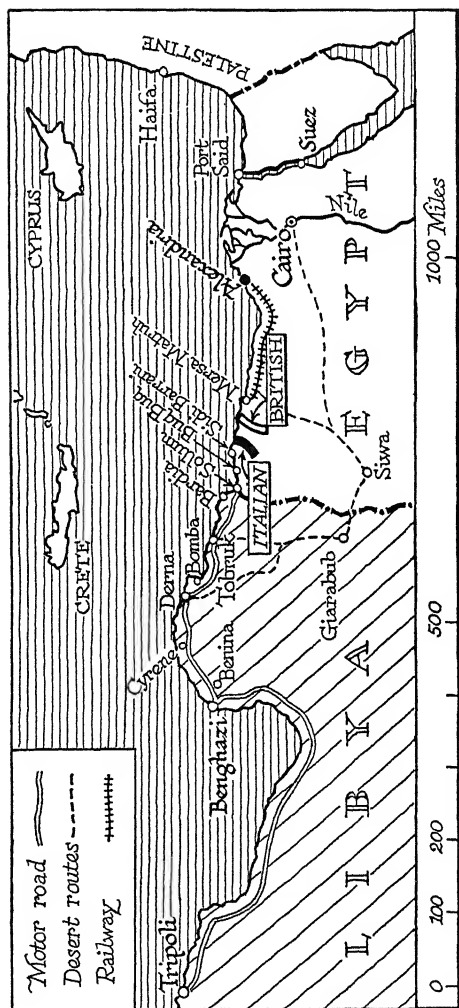 Motor road
Desert routes
Railway
CYPRUS
CRETE
PALESTINE
Haifa
Port
Said
Suez
Nile
Cairo
Alexandria
Mersa Matruh
Sidi Barrani
Buq Buq
Sollum
Bardia
Tobruk
Bomba
Derna
Cyrene
Benina
Benghazi
Tripoli
BRITISH
ITALIAN
Siwa
Giarabub
EGYPT
LIBYA
0 100 200 500 1000 Miles